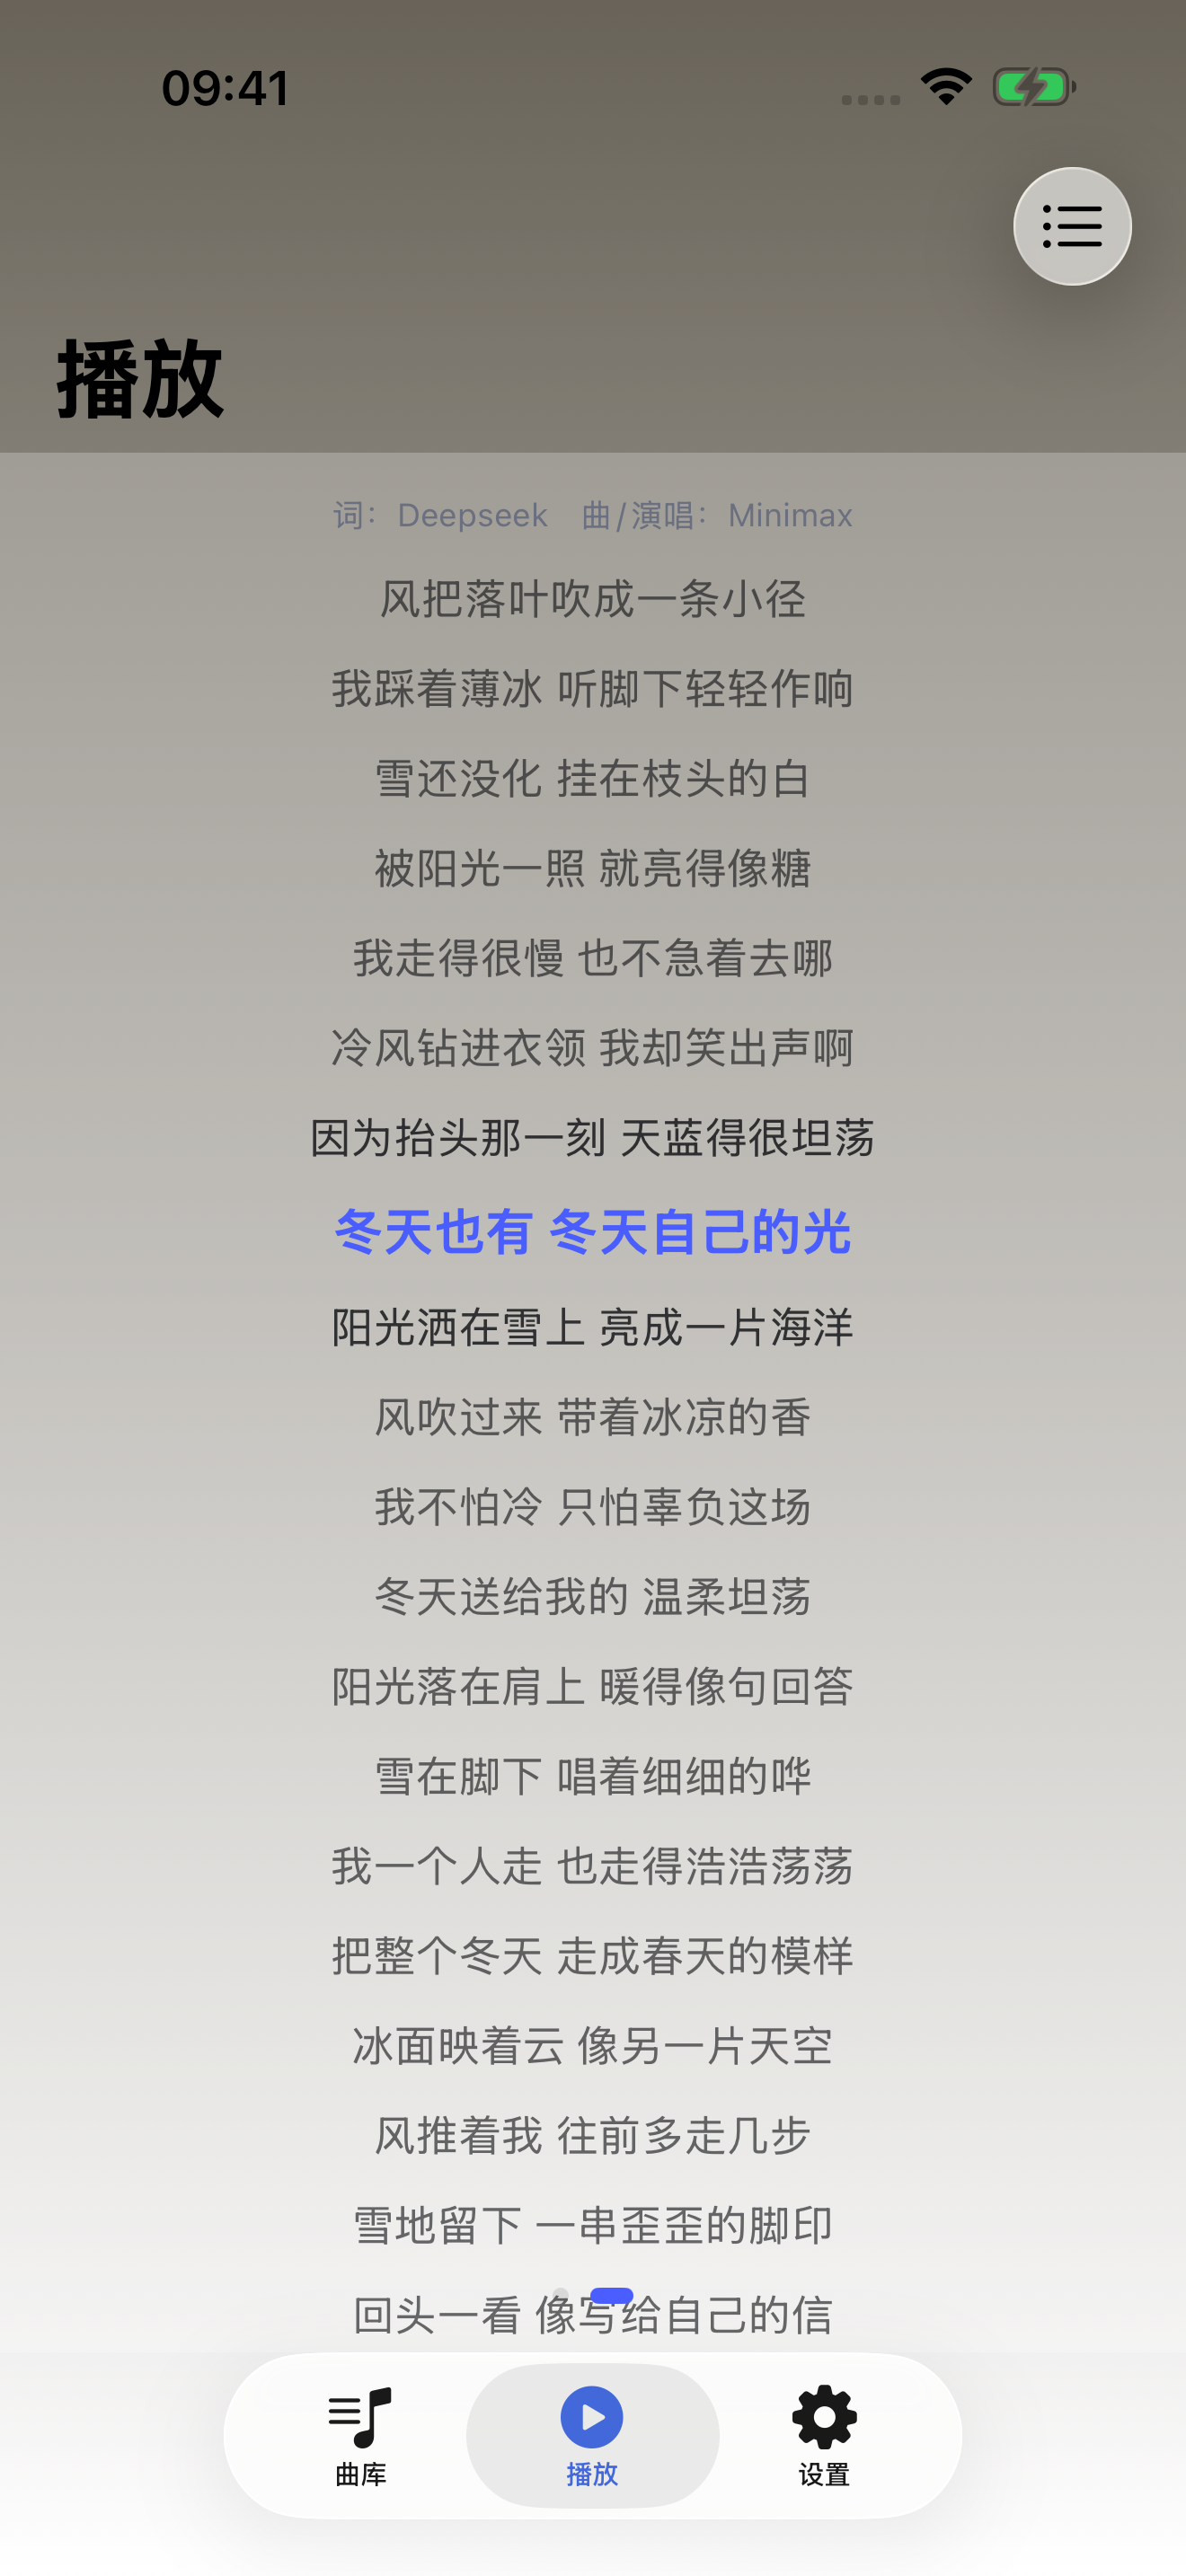 09:41
播放
词：Deepseek 曲/演唱：Minimax
风把落叶吹成一条小径
我踩着薄冰 听脚下轻轻作响
雪还没化 挂在枝头的白
被阳光一照 就亮得像糖
我走得很慢 也不急着去哪
冷风钻进衣领 我却笑出声啊
因为抬头那一刻 天蓝得很坦荡
冬天也有 冬天自己的光
阳光洒在雪上 亮成一片海洋
风吹过来 带着冰凉的香
我不怕冷 只怕辜负这场
冬天送给我的 温柔坦荡
阳光落在肩上 暖得像句回答
雪在脚下 唱着细细的哗
我一个人走 也走得浩浩荡荡
把整个冬天 走成春天的模样
冰面映着云 像另一片天空
风推着我 往前多走几步
雪地留下 一串歪歪的脚印
回头一看 像写给自己的信
曲库
播放
设置